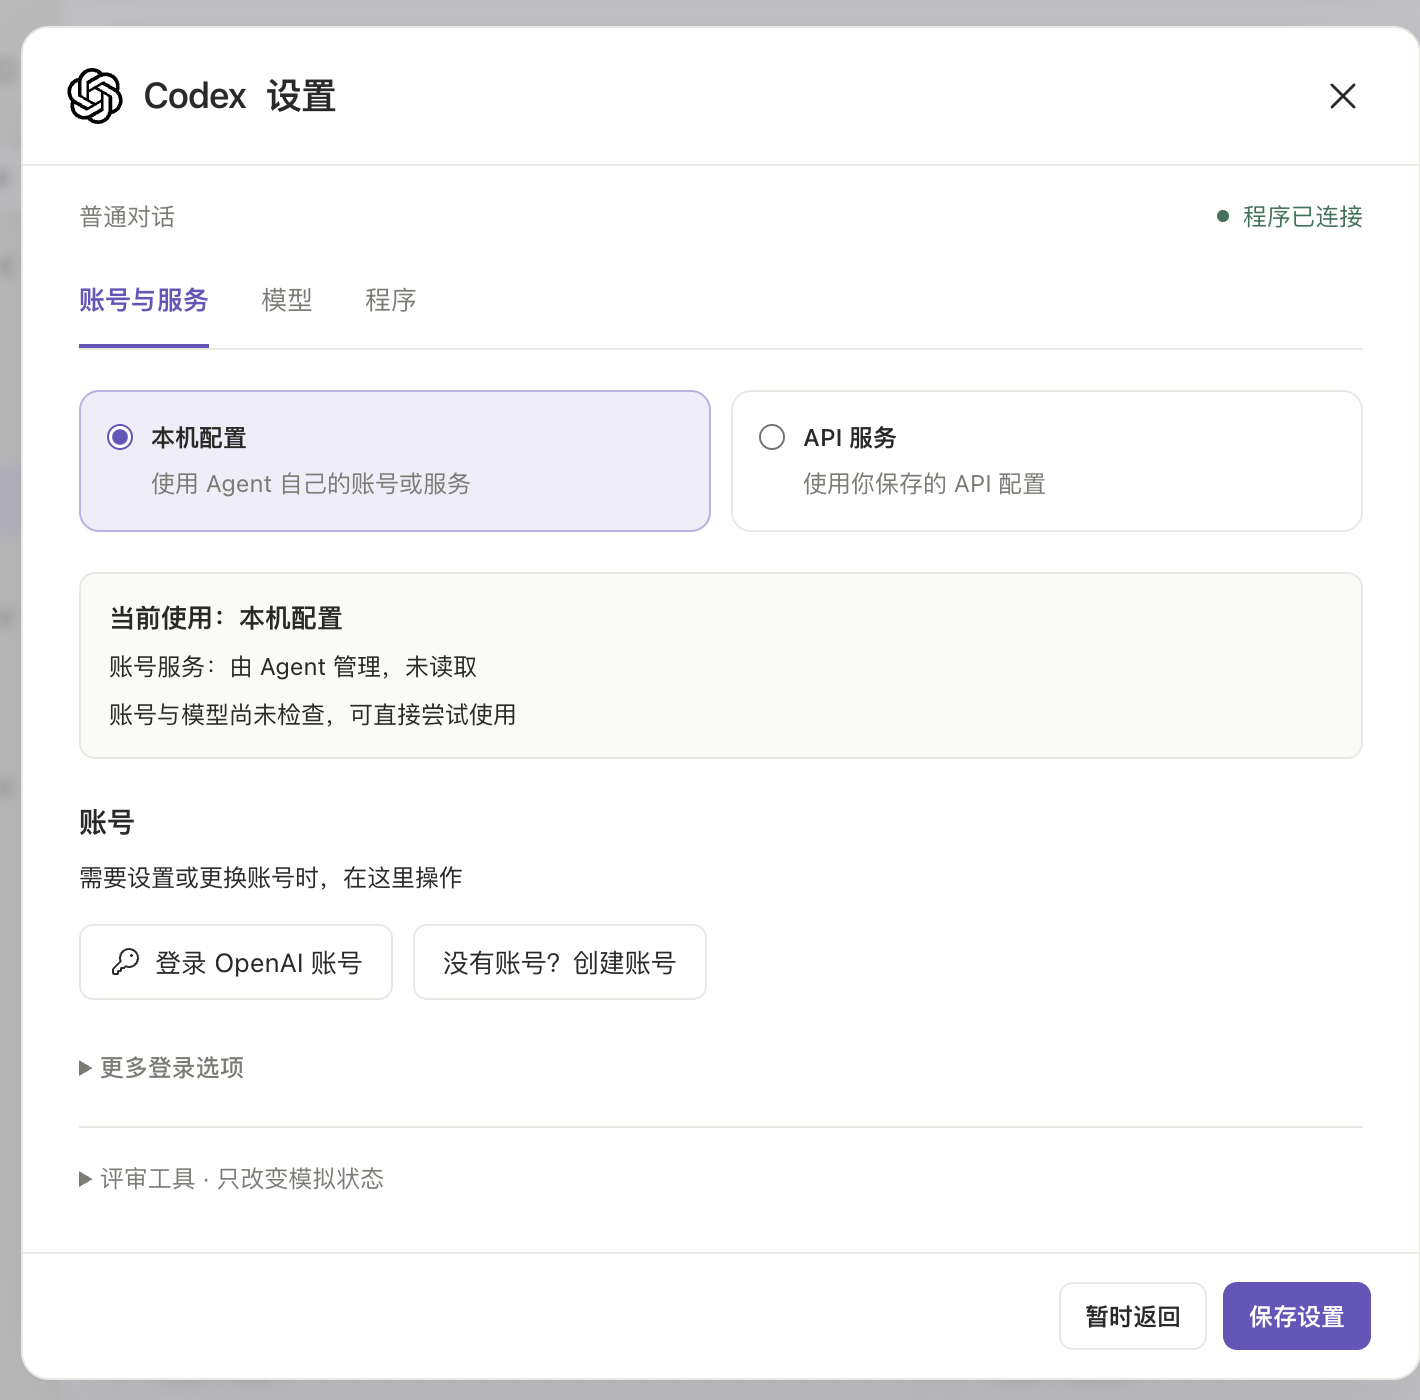 Codex 设置
普通对话
程序已连接
账号与服务
模型
程序
本机配置
使用 Agent 自己的账号或服务
API 服务
使用你保存的 API 配置
当前使用：本机配置
账号服务：由 Agent 管理，未读取
账号与模型尚未检查，可直接尝试使用
账号
需要设置或更换账号时，在这里操作
登录 OpenAI 账号
没有账号？创建账号
更多登录选项
评审工具 · 只改变模拟状态
暂时返回
保存设置